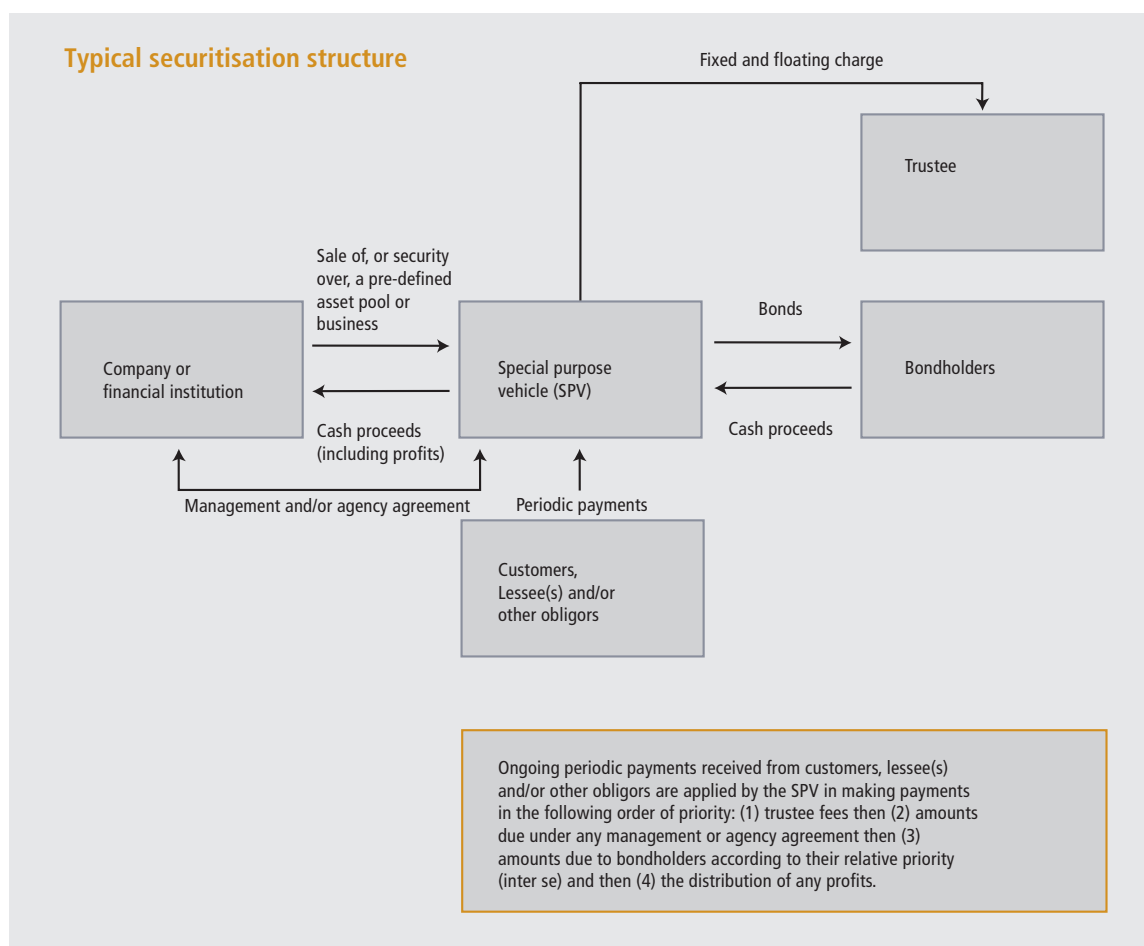 Typical securitisation structure
Fixed and floating charge
Trustee
Sale of, or security
over, a pre-defined
asset pool or
business
Bonds
Company or
financial institution
Special purpose
vehicle (SPV)
Bondholders
Cash proceeds
(including profits)
Cash proceeds
Management and/or agency agreement
Periodic payments
Customers,
Lessee(s) and/or
other obligors
Ongoing periodic payments received from customers, lessee(s)
and/or other obligors are applied by the SPV in making payments
in the following order of priority: (1) trustee fees then (2) amounts
due under any management or agency agreement then (3)
amounts due to bondholders according to their relative priority
(inter se) and then (4) the distribution of any profits.